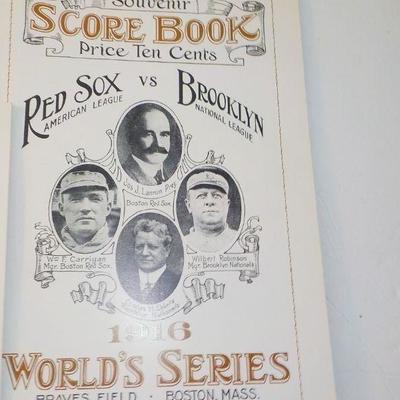 Souvenir
SCORE BOOK
Price Ten Cents
RED SOX VS BROOKLYN
AMERICAN LEAGUE NATIONAL LEAGUE
Jos. J. Lannin Pres.
Boston Red Sox.
Wm F. Carrigan
Mgr. Boston Red Sox.
Wilbert Robinson
Mgr. Brooklyn Nationals
Nationals
1916
WORLD'S SERIES
BRAVES FIELD - BOSTON, MASS.